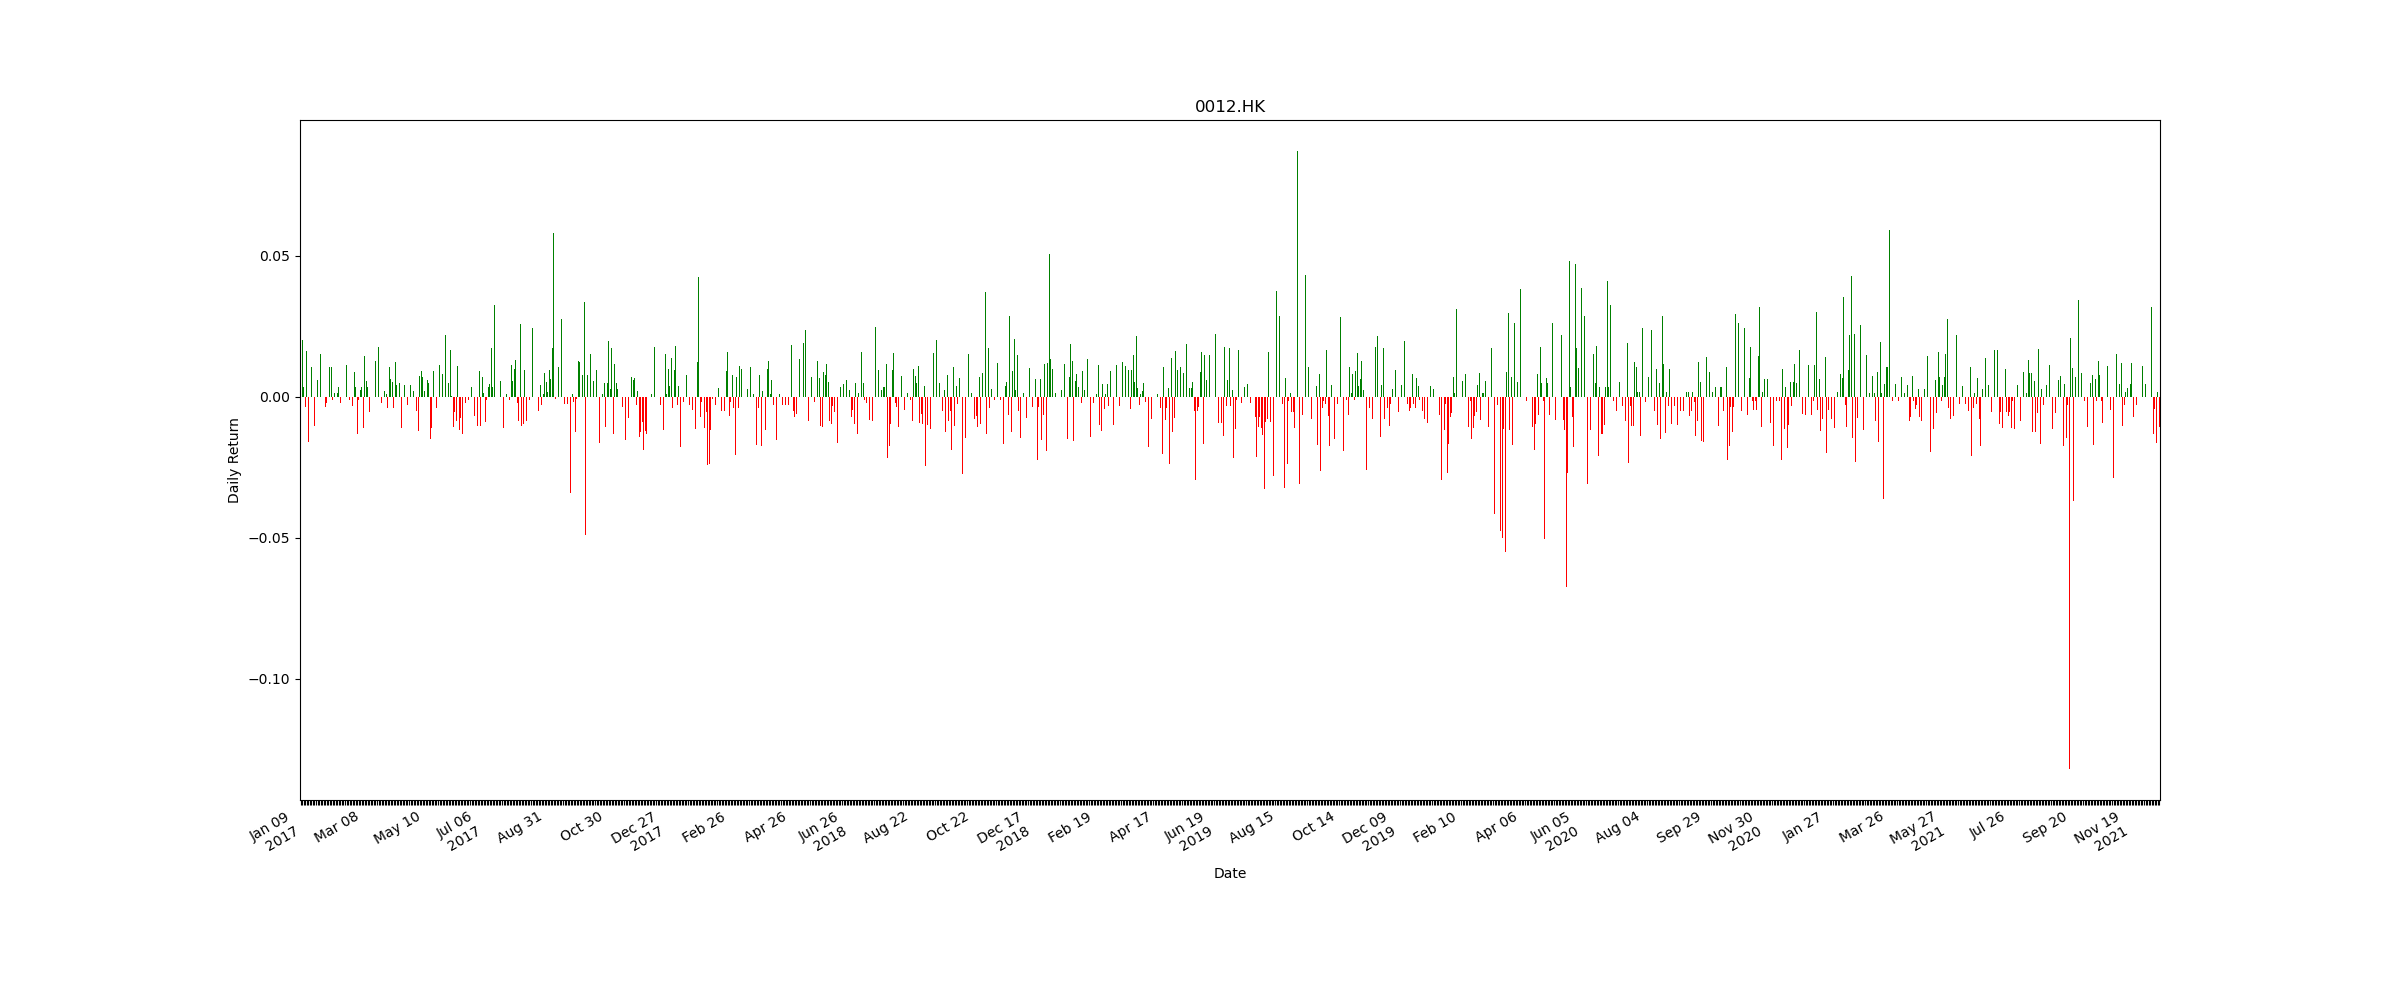 0012.HK
Daily Return
0.05
0.00
−0.05
−0.10
Jan 09
2017
Mar 08
May 10
Jul 06
2017
Aug 31
Oct 30
Dec 27
2017
Feb 26
Apr 26
Jun 26
2018
Aug 22
Oct 22
Dec 17
2018
Feb 19
Apr 17
Jun 19
2019
Aug 15
Oct 14
Dec 09
2019
Feb 10
Apr 06
Jun 05
2020
Aug 04
Sep 29
Nov 30
2020
Jan 27
Mar 26
May 27
2021
Jul 26
Sep 20
Nov 19
2021
Date